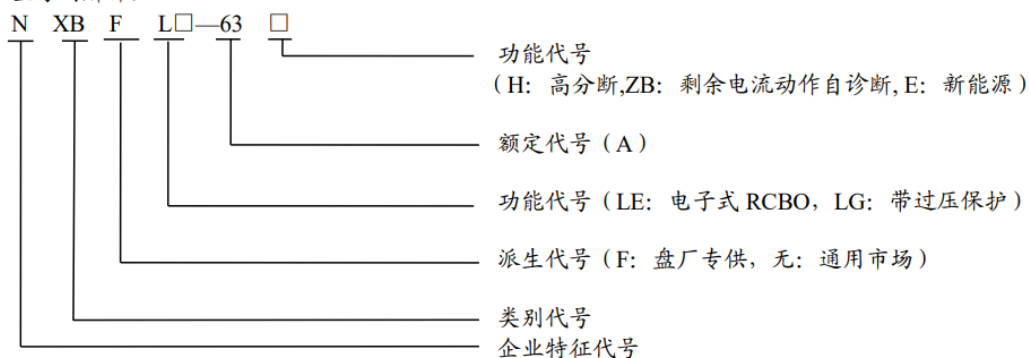 N XB F L□—63 □
功能代号
（H：高分断,ZB：剩余电流动作自诊断, E：新能源）
额定代号（A）
功能代号（LE：电子式 RCBO，LG：带过压保护）
派生代号（F：盘厂专供，无：通用市场）
类别代号
企业特征代号